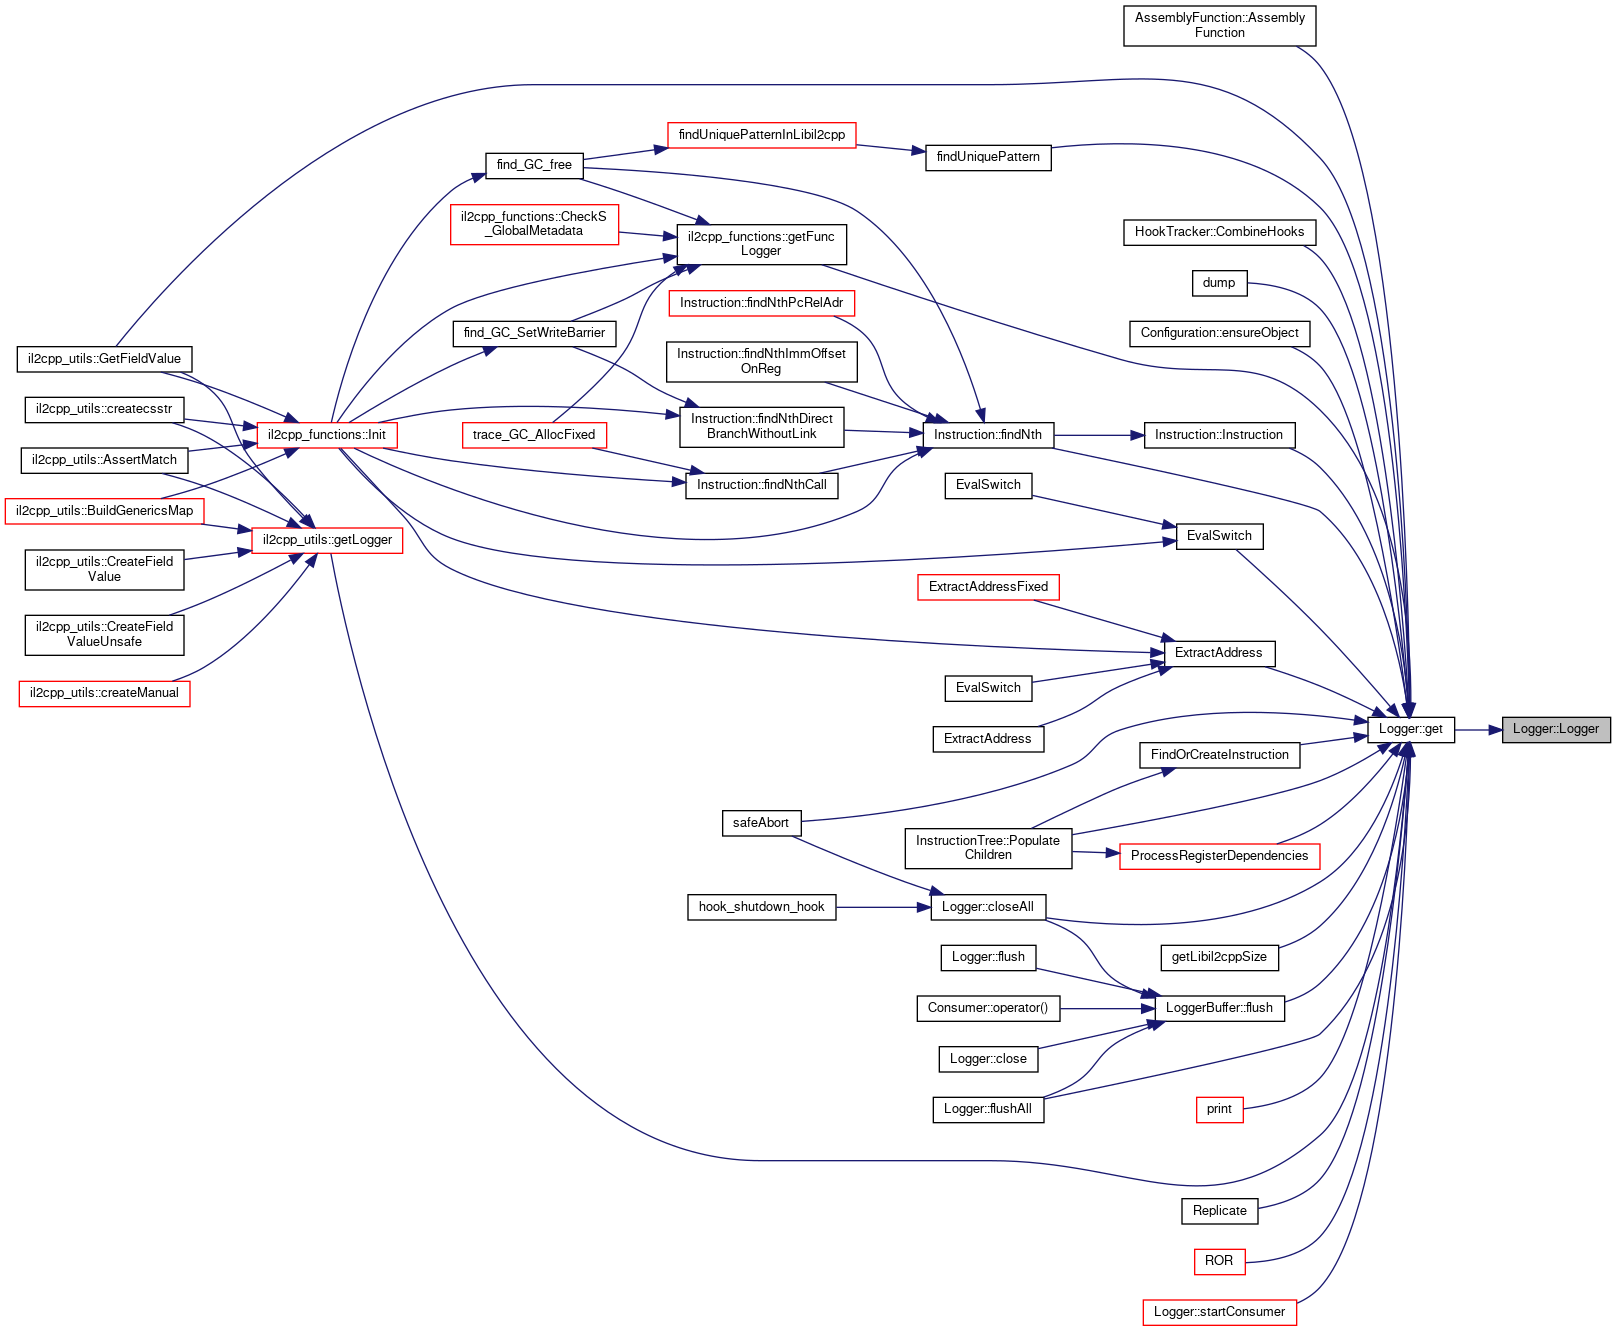 AssemblyFunction::Assembly
Function
findUniquePatternInLibil2cpp
findUniquePattern
find_GC_free
il2cpp_functions::CheckS
_GlobalMetadata
il2cpp_functions::getFunc
Logger
HookTracker::CombineHooks
dump
Instruction::findNthPcRelAdr
Configuration::ensureObject
find_GC_SetWriteBarrier
il2cpp_utils::GetFieldValue
Instruction::findNthImmOffset
OnReg
il2cpp_utils::createcsstr
il2cpp_functions::Init
trace_GC_AllocFixed
Instruction::findNthDirect
BranchWithoutLink
Instruction::findNth
Instruction::Instruction
il2cpp_utils::AssertMatch
Instruction::findNthCall
EvalSwitch
il2cpp_utils::BuildGenericsMap
il2cpp_utils::getLogger
EvalSwitch
il2cpp_utils::CreateField
Value
ExtractAddressFixed
il2cpp_utils::CreateField
ValueUnsafe
ExtractAddress
il2cpp_utils::createManual
EvalSwitch
ExtractAddress
Logger::get
Logger::Logger
FindOrCreateInstruction
safeAbort
InstructionTree::Populate
Children
ProcessRegisterDependencies
hook_shutdown_hook
Logger::closeAll
Logger::flush
getLibil2cppSize
Consumer::operator()
LoggerBuffer::flush
Logger::close
Logger::flushAll
print
Replicate
ROR
Logger::startConsumer